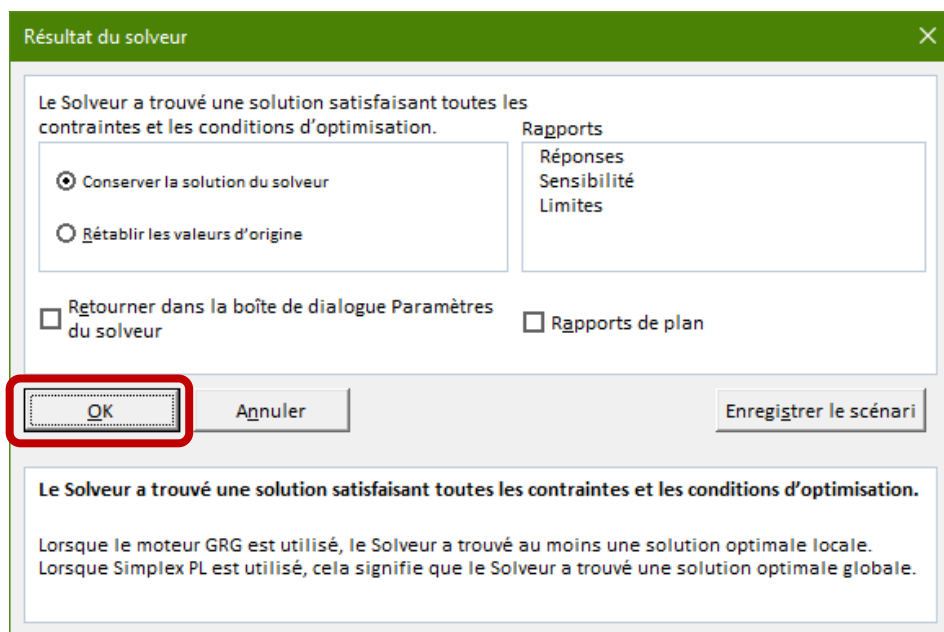 Résultat du solveur
Le Solveur a trouvé une solution satisfaisant toutes les
contraintes et les conditions d'optimisation.
Rapports
Réponses
Sensibilité
Limites
Conserver la solution du solveur
Rétablir les valeurs d'origine
Retourner dans la boîte de dialogue Paramètres
du solveur
Rapports de plan
OK
Annuler
Enregistrer le scénari
Le Solveur a trouvé une solution satisfaisant toutes les contraintes et les conditions d'optimisation.
Lorsque le moteur GRG est utilisé, le Solveur a trouvé au moins une solution optimale locale.
Lorsque Simplex PL est utilisé, cela signifie que le Solveur a trouvé une solution optimale globale.